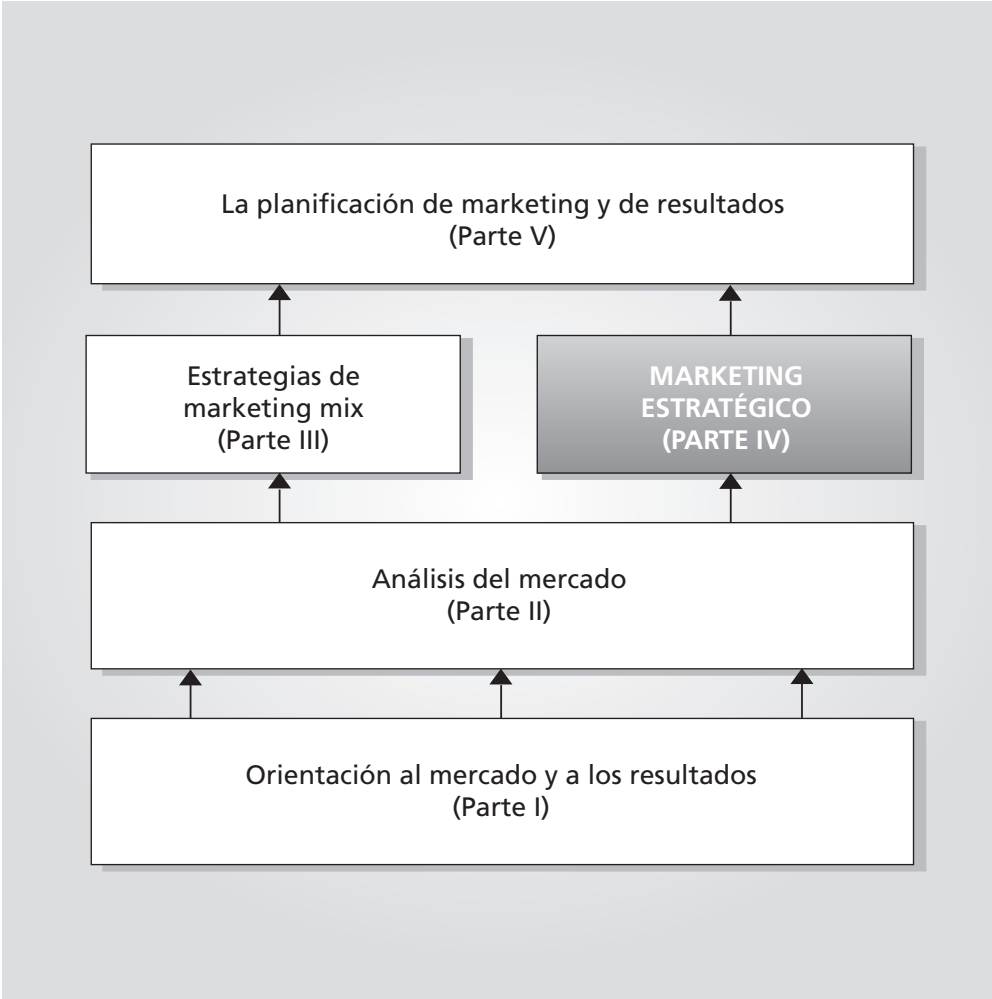 La planificación de marketing y de resultados
(Parte V)
Estrategias de
marketing mix
(Parte III)
MARKETING
ESTRATÉGICO
(PARTE IV)
Análisis del mercado
(Parte II)
Orientación al mercado y a los resultados
(Parte I)